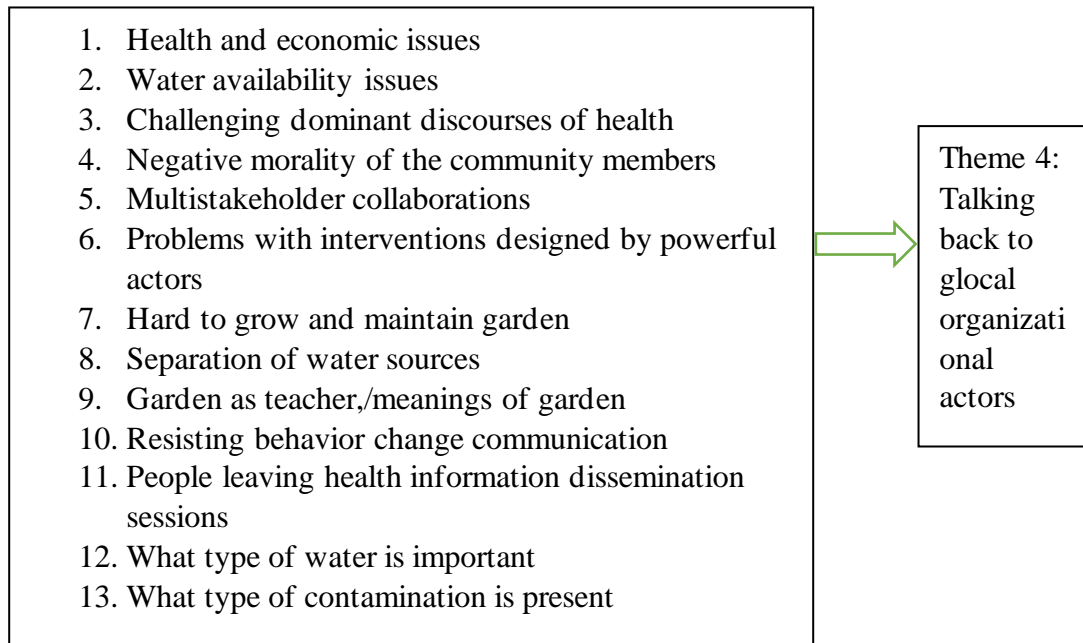 1. Health and economic issues
2. Water availability issues
3. Challenging dominant discourses of health
4. Negative morality of the community members
5. Multistakeholder collaborations
6. Problems with interventions designed by powerful
actors
7. Hard to grow and maintain garden
8. Separation of water sources
9. Garden as teacher,/meanings of garden
10. Resisting behavior change communication
11. People leaving health information dissemination
sessions
12. What type of water is important
13. What type of contamination is present
Theme 4:
Talking
back to
glocal
organizati
onal
actors